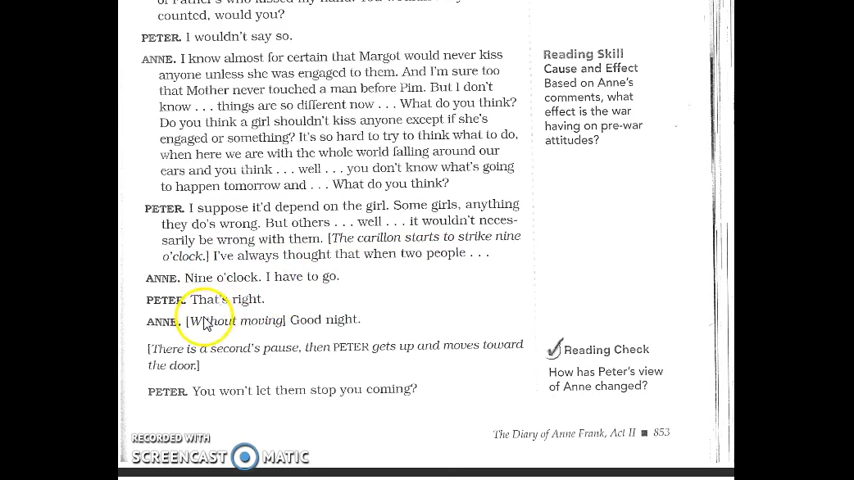 of Father's who kissed my hand. You wouldn't
counted, would you?
PETER. I wouldn't say so.
ANNE. I know almost for certain that Margot would never kiss
anyone unless she was engaged to them. And I'm sure too
that Mother never touched a man before Pim. But I don't
know . . . things are so different now . . . What do you think?
Do you think a girl shouldn't kiss anyone except if she's
engaged or something? It's so hard to try to think what to do,
when here we are with the whole world falling around our
ears and you think . . . well . . . you don't know what's going
to happen tomorrow and . . . What do you think?
PETER. I suppose it'd depend on the girl. Some girls, anything
they do's wrong. But others . . . well . . . it wouldn't neces-
sarily be wrong with them. [The carillon starts to strike nine
o'clock.] I've always thought that when two people . . .
ANNE. Nine o'clock. I have to go.
PETER. That's right.
ANNE. [Without moving] Good night.
[There is a second's pause, then PETER gets up and moves toward
the door.]
PETER. You won't let them stop you coming?
Reading Skill
Cause and Effect
Based on Anne's
comments, what
effect is the war
having on pre-war
attitudes?
Reading Check
How has Peter's view
of Anne changed?
The Diary of Anne Frank, Act II ■ 853
RECORDED WITH
SCREENCAST MATIC